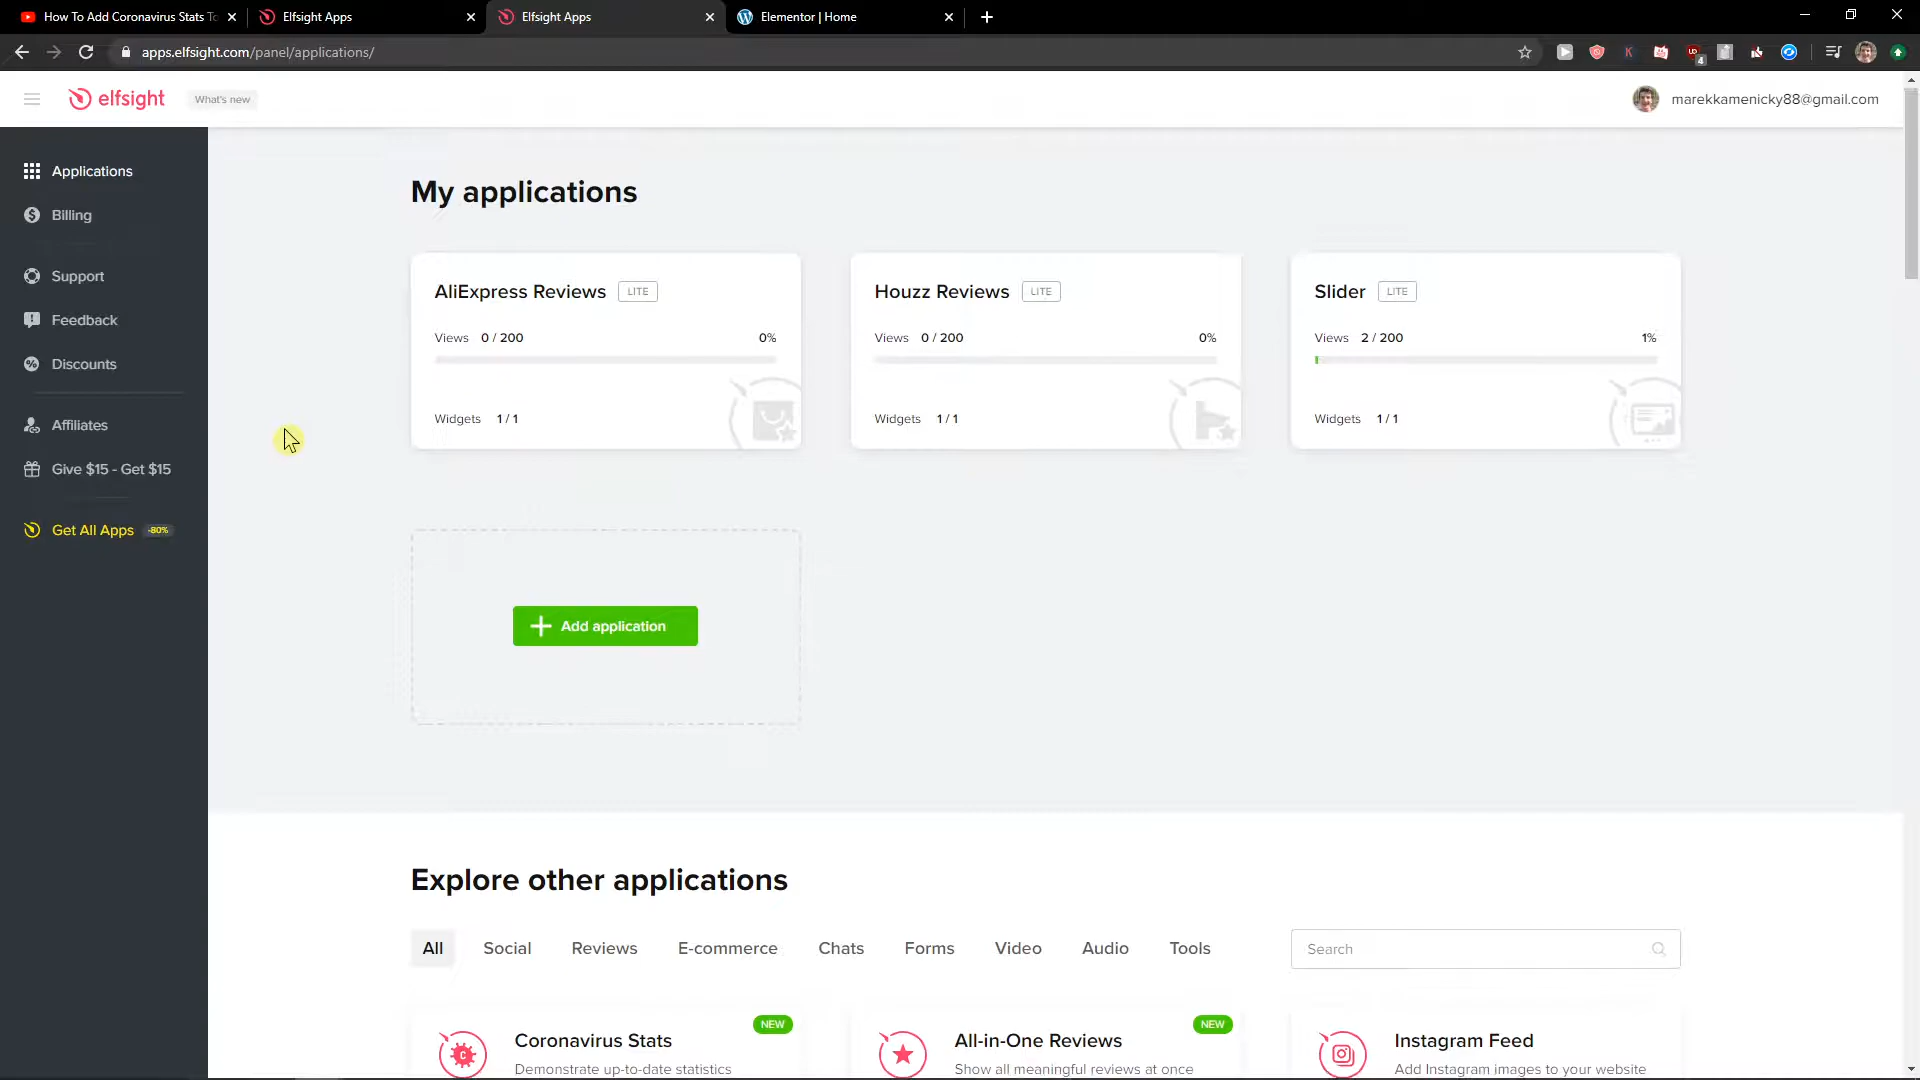 How To Add Coronavirus Stats To
Elfsight Apps
Elfsight Apps
Elementor | Home
apps.elfsight.com/panel/applications/
4
elfsight
What's new
marekkamenicky88@gmail.com
Applications
Billing
Support
Feedback
Discounts
Affiliates
Give $15 - Get $15
Get All Apps -80%
My applications
AliExpress Reviews LITE
Views 0 / 200 0%
Widgets 1 / 1
Houzz Reviews LITE
Views 0 / 200 0%
Widgets 1 / 1
Slider LITE
Views 2 / 200 1%
Widgets 1 / 1
Add application
Explore other applications
All Social Reviews E-commerce Chats Forms Video Audio Tools
Search
NEW
Coronavirus Stats
Demonstrate up-to-date statistics
NEW
All-in-One Reviews
Show all meaningful reviews at once
Instagram Feed
Add Instagram images to your website